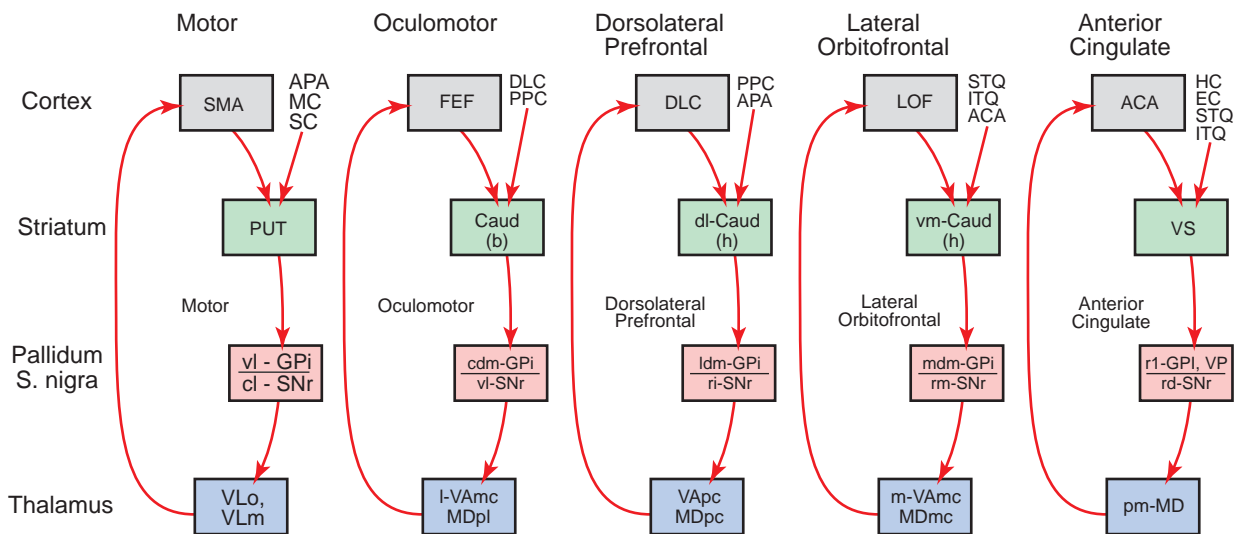 Motor
Oculomotor
Dorsolateral
Prefrontal
Lateral
Orbitofrontal
Anterior
Cingulate
Cortex
SMA
APA
MC
SC
FEF
DLC
PPC
DLC
PPC
APA
LOF
STQ
ITQ
ACA
ACA
HC
EC
STQ
ITQ
Striatum
PUT
Caud
(b)
dl-Caud
(h)
vm-Caud
(h)
VS
Motor
Oculomotor
Dorsolateral
Prefrontal
Lateral
Orbitofrontal
Anterior
Cingulate
Pallidum
S. nigra
vl - GPi
cl - SNr
cdm-GPi
vl-SNr
ldm-GPi
ri-SNr
mdm-GPi
rm-SNr
r1-GPI, VP
rd-SNr
Thalamus
VLo,
VLm
l-VAmc
MDpl
VApc
MDpc
m-VAmc
MDmc
pm-MD